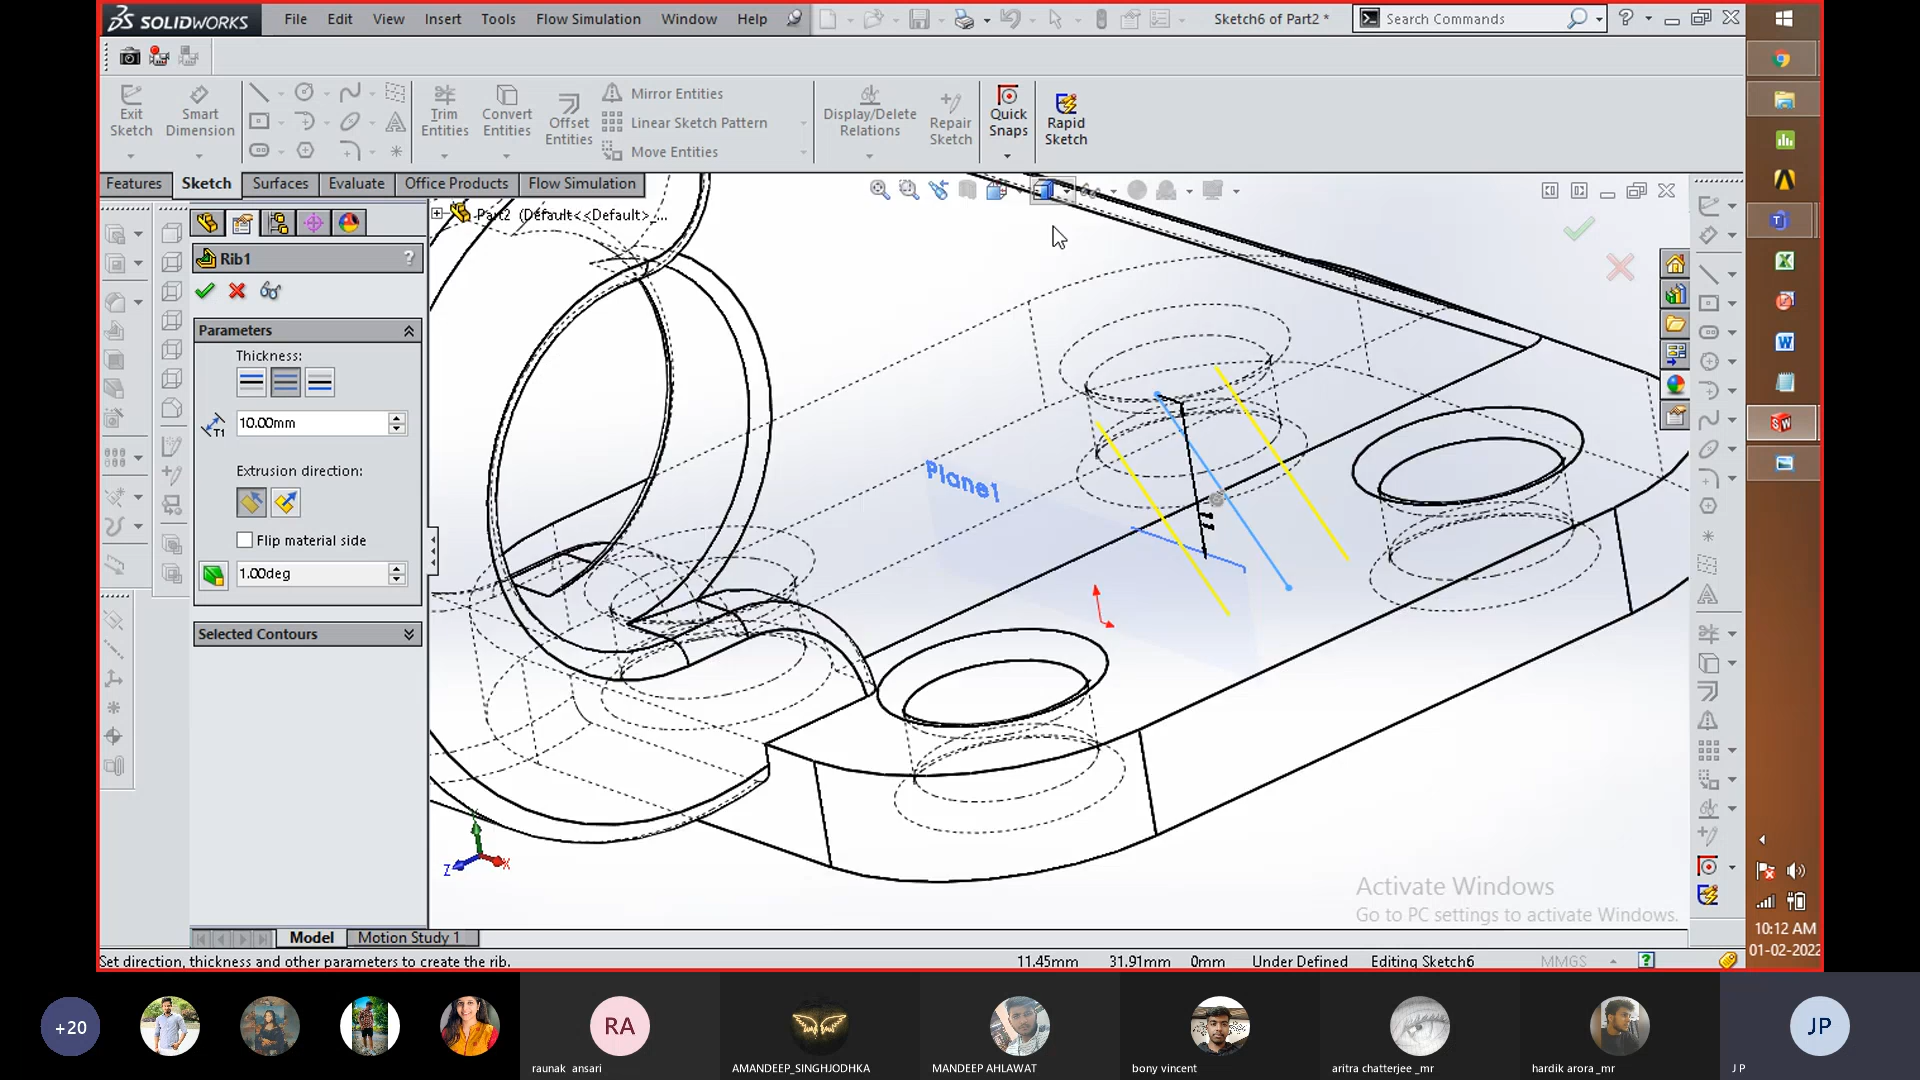 SOLIDWORKS
File Edit View Insert Tools Flow Simulation Window Help
Sketch6 of Part2 *
Search Commands
Exit Sketch
Smart Dimension
Trim Entities
Convert Entities
Offset Entities
Mirror Entities
Linear Sketch Pattern
Move Entities
Display/Delete Relations
Repair Sketch
Quick Snaps
Rapid Sketch
Features Sketch Surfaces Evaluate Office Products Flow Simulation
Part2 (Default<<Default>_...
Rib1
?
Parameters
Thickness:
T1
10.00mm
Extrusion direction:
Flip material side
1.00deg
Selected Contours
Plane1
Z
X
Activate Windows
Go to PC settings to activate Windows.
Model Motion Study 1
Set direction, thickness and other parameters to create the rib.
11.45mm 31.91mm 0mm Under Defined Editing Sketch6 MMGS
10:12 AM
01-02-2022
+20
RA
JP
raunak ansari
AMANDEEP_SINGHJODHKA
MANDEEP AHLAWAT
bony vincent
aritra chatterjee _mr
hardik arora _mr
J P